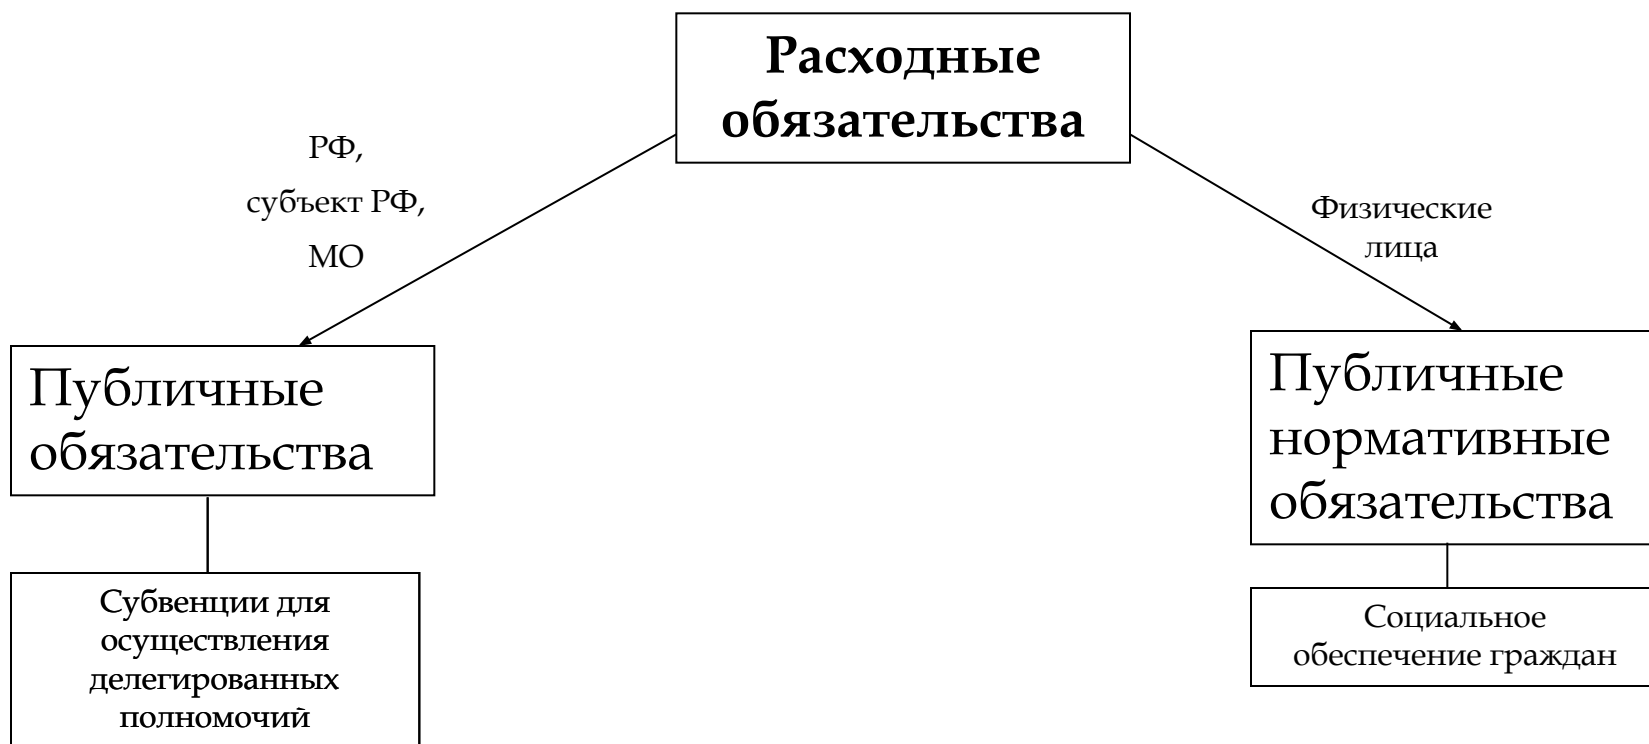 Расходные
обязательства
РФ,
субъект РФ,
МО
Физические
лица
Публичные
обязательства
Публичные
нормативные
обязательства
Субвенции для
осуществления
делегированных
полномочий
Социальное
обеспечение граждан